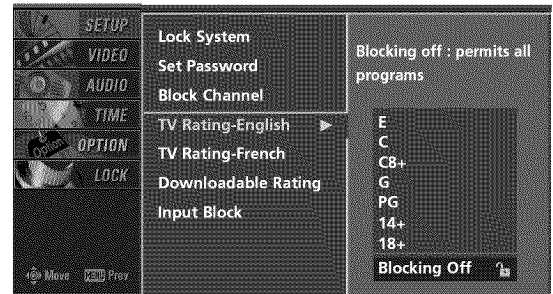 SETUP
VIDEO
AUDIO
TIME
Option OPTION
LOCK
Move MENU Prev
Lock System
Set Password
Block Channel
TV Rating-English ▶
TV Rating-French
Downloadable Rating
Input Block
Blocking off : permits all
programs
E
C
C8+
G
PG
14+
18+
Blocking Off